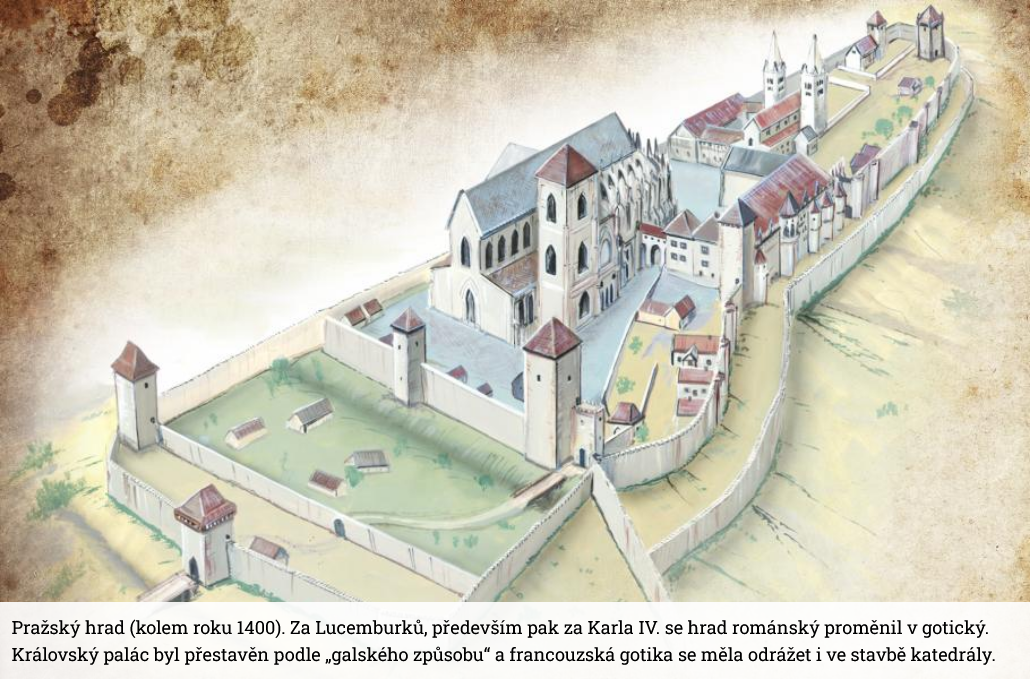 Pražský hrad (kolem roku 1400). Za Lucemburků, především pak za Karla IV. se hrad románský proměnil v gotický.
Královský palác byl přestavěn podle „galského způsobu“ a francouzská gotika se měla odrážet i ve stavbě katedrály.